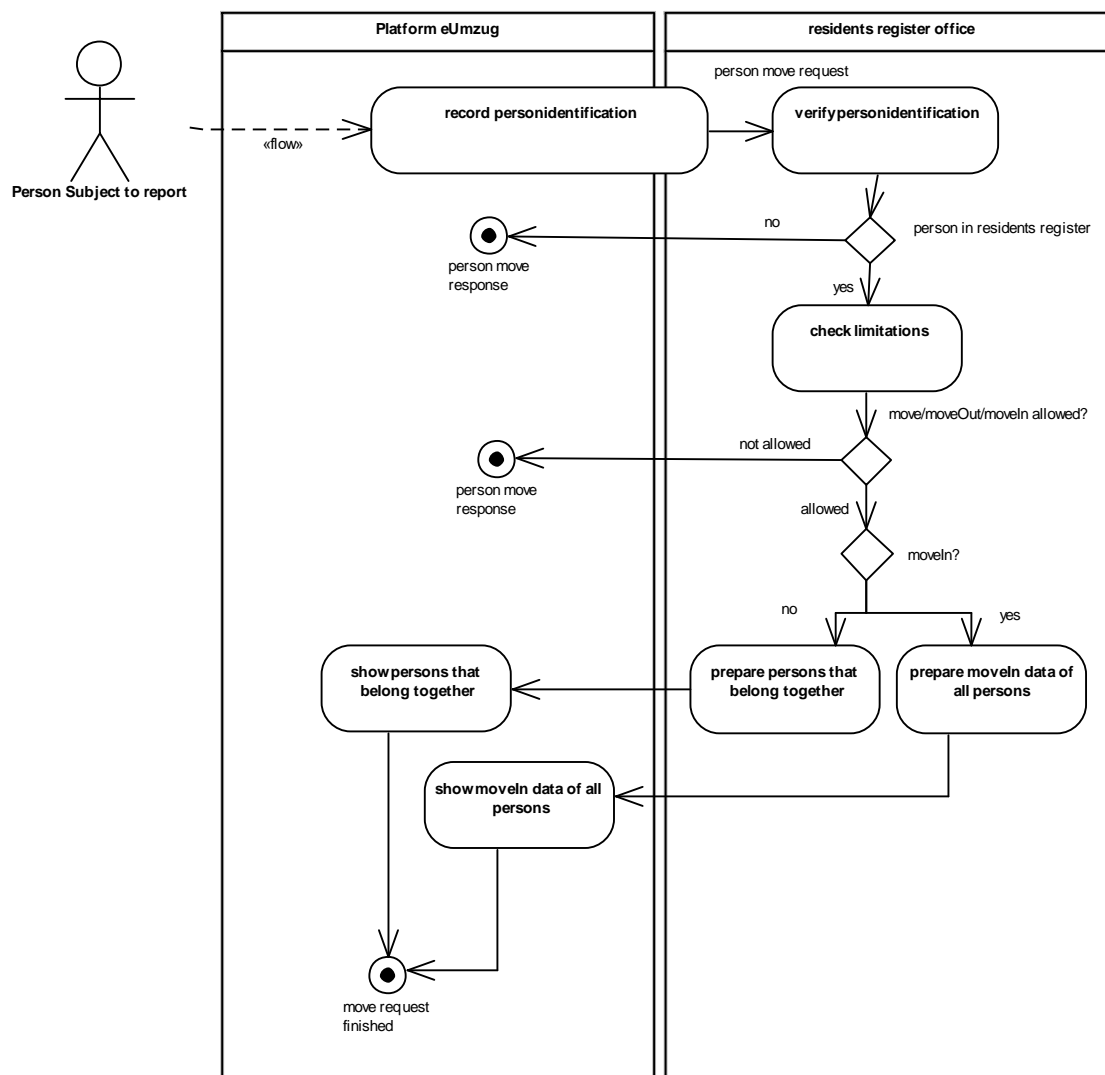 Platform eUmzug
residents register office
person move request
record personidentification
verify personidentification
«flow»
Person Subject to report
no
person in residents register
person move
response
yes
check limitations
move/moveOut/moveIn allowed?
not allowed
person move
response
allowed
moveIn?
no
yes
show persons that
belong together
prepare persons that
belong together
prepare moveIn data of
all persons
show moveIn data of all
persons
move request
finished